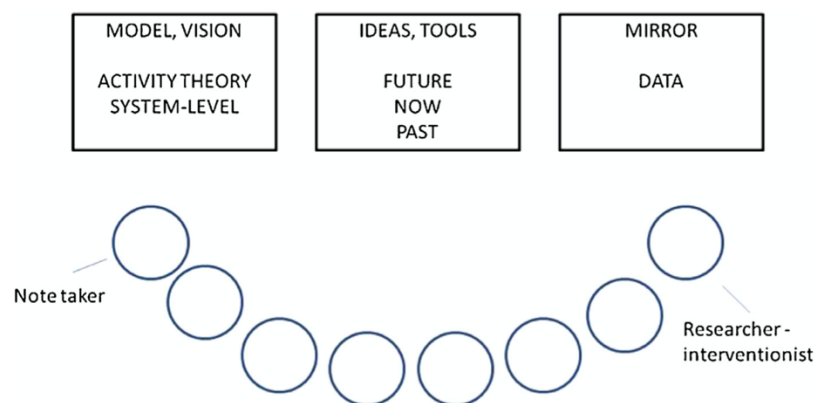 MODEL, VISION
ACTIVITY THEORY
SYSTEM-LEVEL
IDEAS, TOOLS
FUTURE
NOW
PAST
MIRROR
DATA
Note taker
Researcher -
interventionist